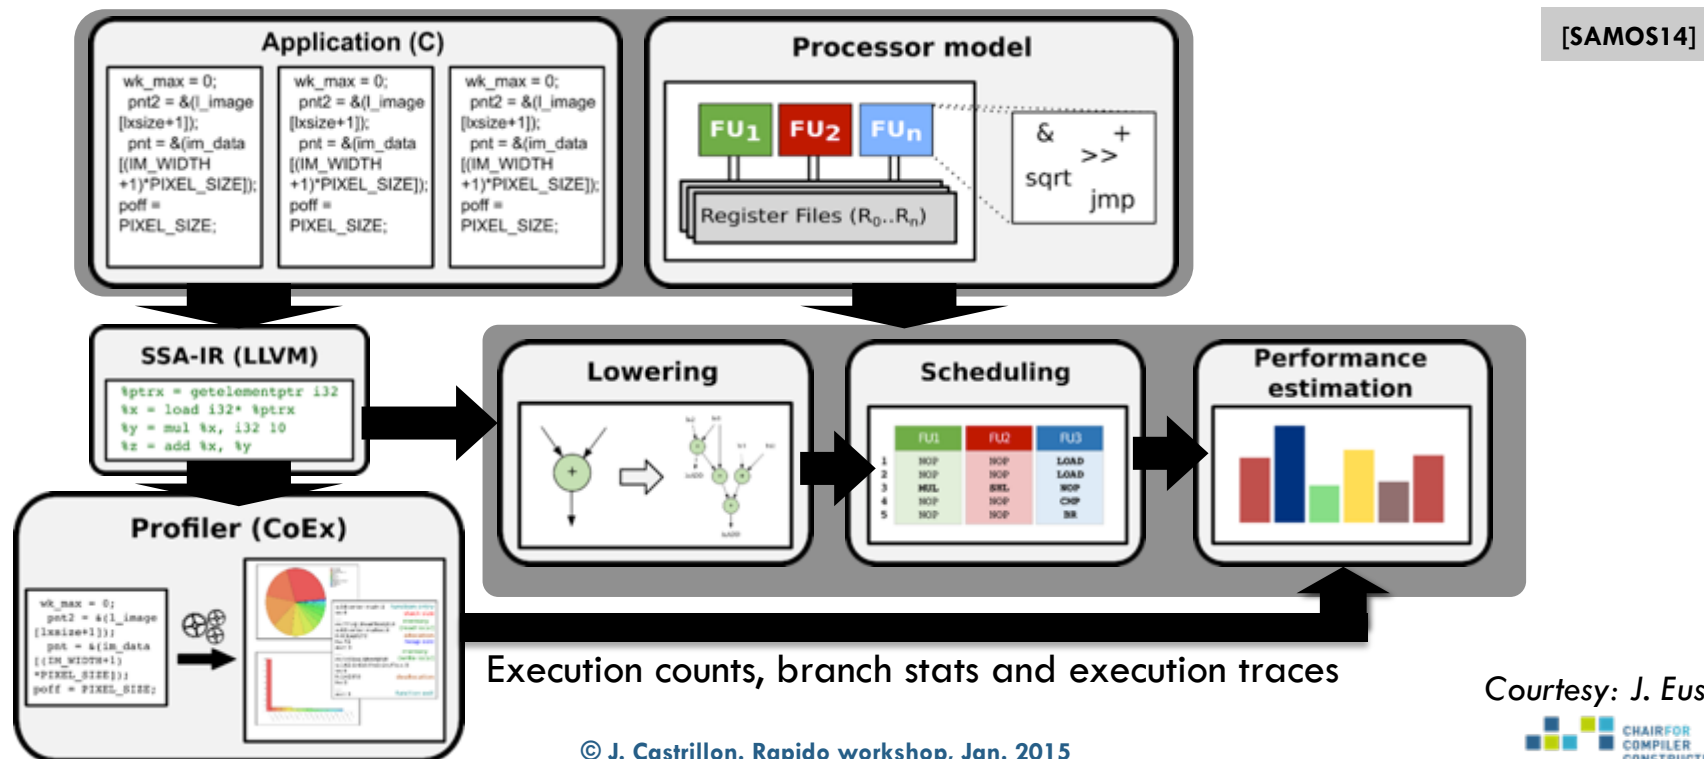 [SAMOS14]
Application (C)
wk_max = 0;
pnt2 = &(l_image
[lxsize+1]);
pnt = &(im_data
[(IM_WIDTH
+1)*PIXEL_SIZE]);
poff =
PIXEL_SIZE;
wk_max = 0;
pnt2 = &(l_image
[lxsize+1]);
pnt = &(im_data
[(IM_WIDTH
+1)*PIXEL_SIZE]);
poff =
PIXEL_SIZE;
wk_max = 0;
pnt2 = &(l_image
[lxsize+1]);
pnt = &(im_data
[(IM_WIDTH
+1)*PIXEL_SIZE]);
poff =
PIXEL_SIZE;
Processor model
FU1 FU2 FUn
Register Files (R0..Rn)
& +
>>
sqrt
jmp
SSA-IR (LLVM)
%ptrx = getelementptr i32
%x = load i32* %ptrx
%y = mul %x, i32 10
%z = add %x, %y
Lowering
+
Scheduling
FU1 FU2 FU3
1 NOP NOP LOAD
2 NOP NOP LOAD
3 MUL SHL NOP
4 NOP NOP CMP
5 NOP NOP BR
Performance
estimation
Profiler (CoEx)
wk_max = 0;
pnt2 = &(l_image
[lxsize+1]);
pnt = &(im_data
[(IM_WIDTH+1)
*PIXEL_SIZE]);
poff = PIXEL_SIZE;
Execution counts, branch stats and execution traces
Courtesy: J. Eus
© J. Castrillon. Rapido workshop, Jan. 2015
CHAIR FOR
COMPILER
CONSTRUCTI